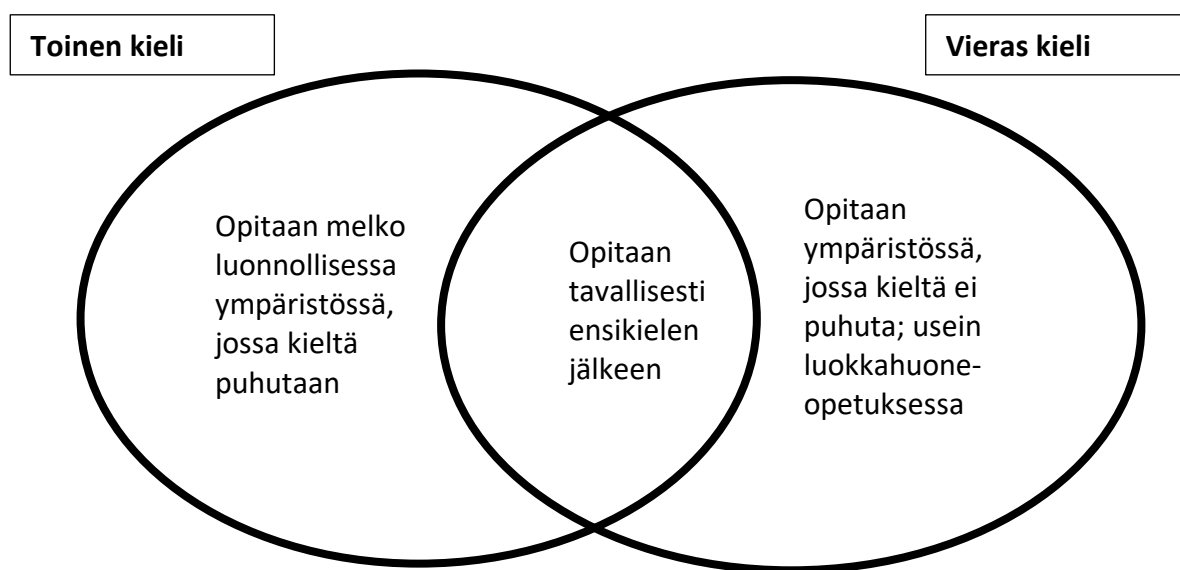 Toinen kieli
Vieras kieli
Opitaan melko
luonnollisessa
ympäristössä,
jossa kieltä
puhutaan
Opitaan
tavallisesti
ensikielen
jälkeen
Opitaan
ympäristössä,
jossa kieltä ei
puhuta; usein
luokkahuone-
opetuksessa